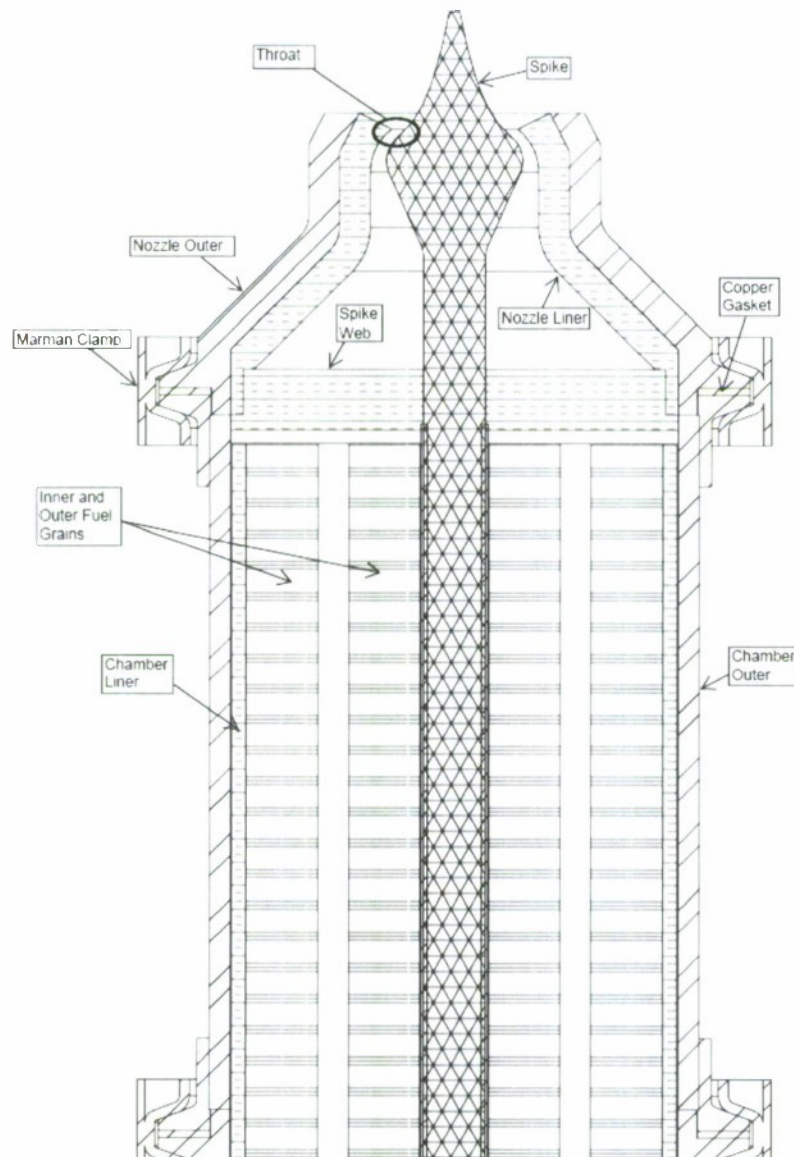 Throat
Spike
Nozzle Outer
Copper
Gasket
Marman Clamp
Spike
Web
Nozzle Liner
Inner and
Outer Fuel
Grains
Chamber
Liner
Chamber
Outer